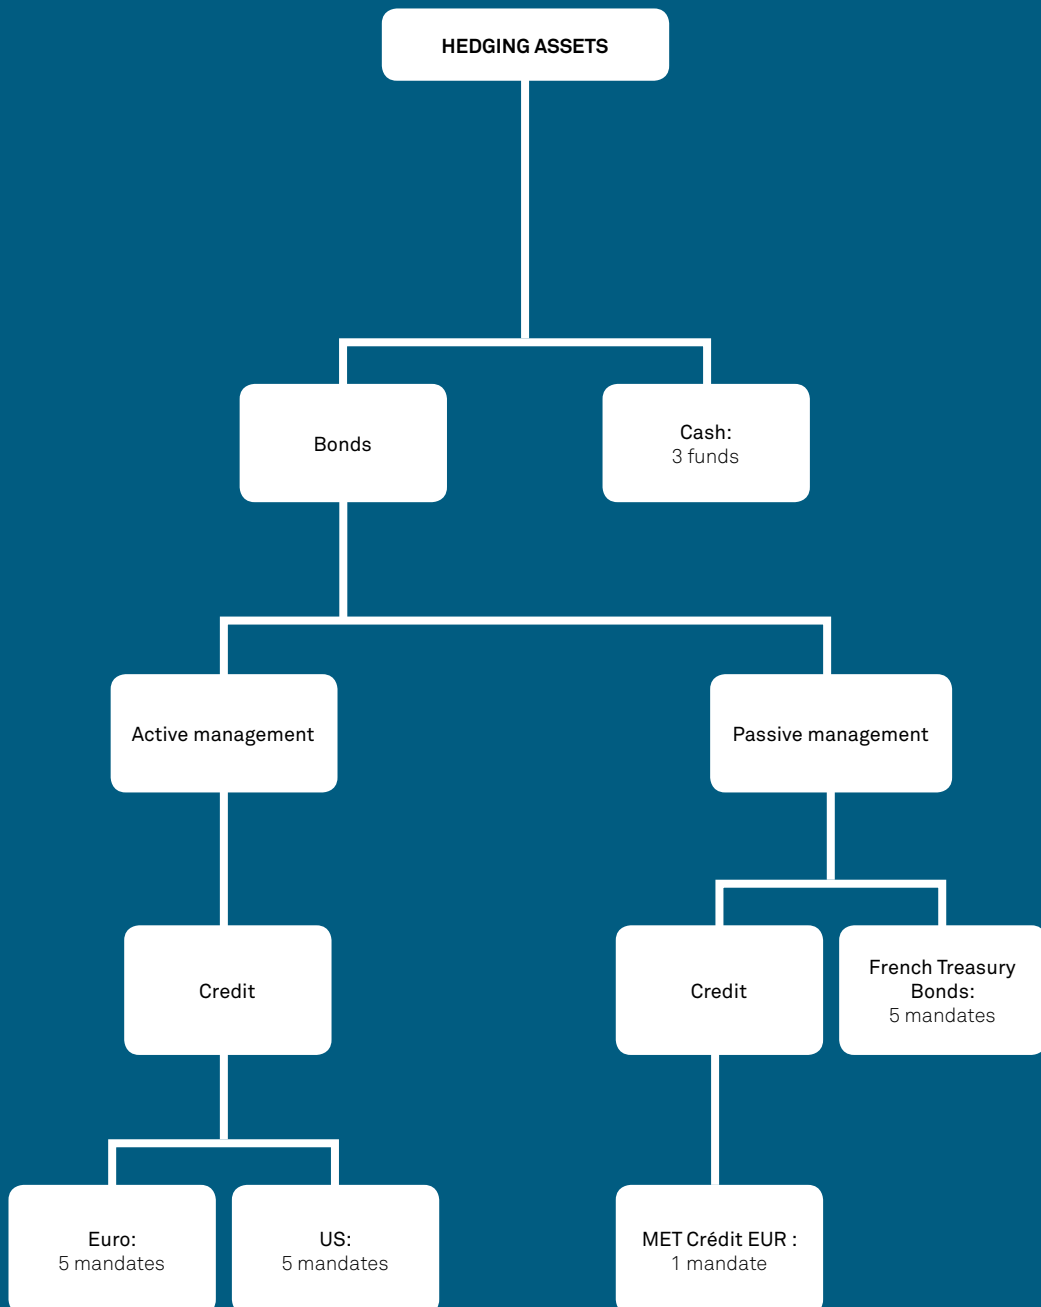 HEDGING ASSETS
Bonds
Cash:
3 funds
Active management
Passive management
Credit
Credit
French Treasury
Bonds:
5 mandates
Euro:
5 mandates
US:
5 mandates
MET Crédit EUR :
1 mandate